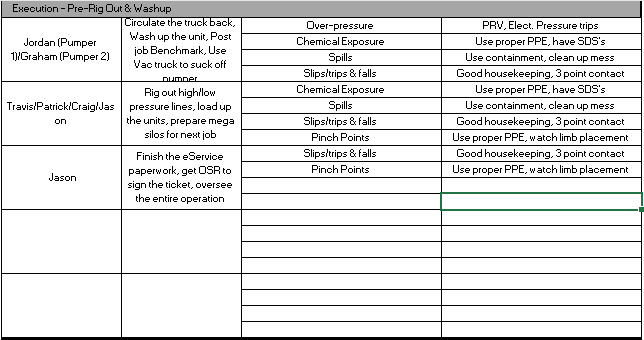 Execution - Pre-Rig Out & Washup
Jordan (Pumper
1)/Graham (Pumper 2)
Circulate the truck back,
Wash up the unit, Post
job Benchmark, Use
Vac truck to suck off
pumper
Over-pressure
PRV, Elect. Pressure trips
Chemical Exposure
Use proper PPE, have SDS's
Spills
Use containment, clean up mess
Slips/trips & falls
Good housekeeping, 3 point contact
Travis/Patrick/Craig/Jas
on
Rig out high/low
pressure lines, load up
the units, prepare mega
silos for next job
Chemical Exposure
Use proper PPE, have SDS's
Spills
Use containment, clean up mess
Slips/trips & falls
Good housekeeping, 3 point contact
Pinch Points
Use proper PPE, watch limb placement
Jason
Finish the eService
paperwork, get OSR to
sign the ticket, oversee
the entire operation
Slips/trips & falls
Good housekeeping, 3 point contact
Pinch Points
Use proper PPE, watch limb placement